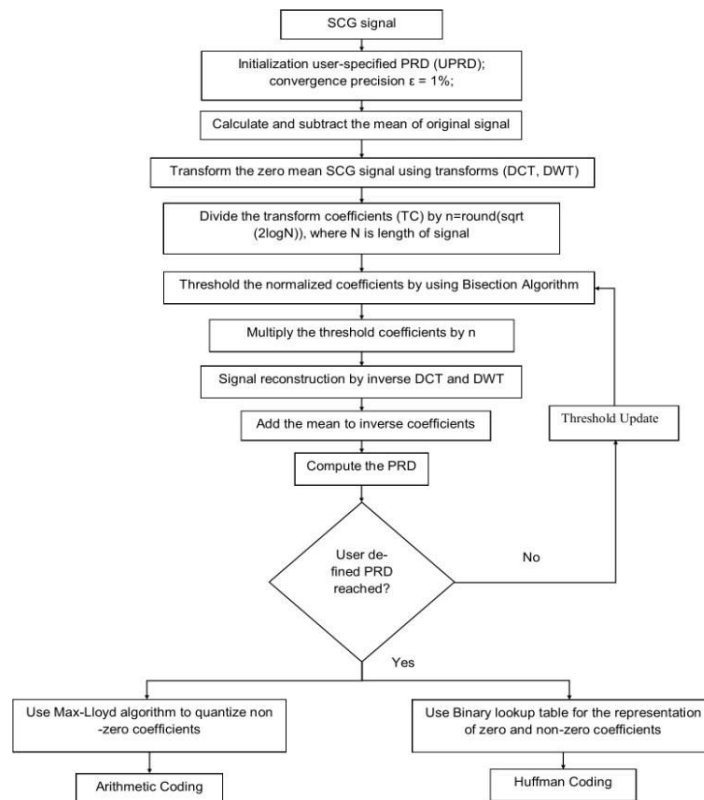 SCG signal
Initialization user-specified PRD (UPRD);
convergence precision ε = 1%;
Calculate and subtract the mean of original signal
Transform the zero mean SCG signal using transforms (DCT, DWT)
Divide the transform coefficients (TC) by n=round(sqrt
(2logN)), where N is length of signal
Threshold the normalized coefficients by using Bisection Algorithm
Multiply the threshold coefficients by n
Signal reconstruction by inverse DCT and DWT
Add the mean to inverse coefficients
Threshold Update
Compute the PRD
User de-
fined PRD
reached?
No
Yes
Use Max-Lloyd algorithm to quantize non
-zero coefficients
Use Binary lookup table for the representation
of zero and non-zero coefficients
Arithmetic Coding
Huffman Coding